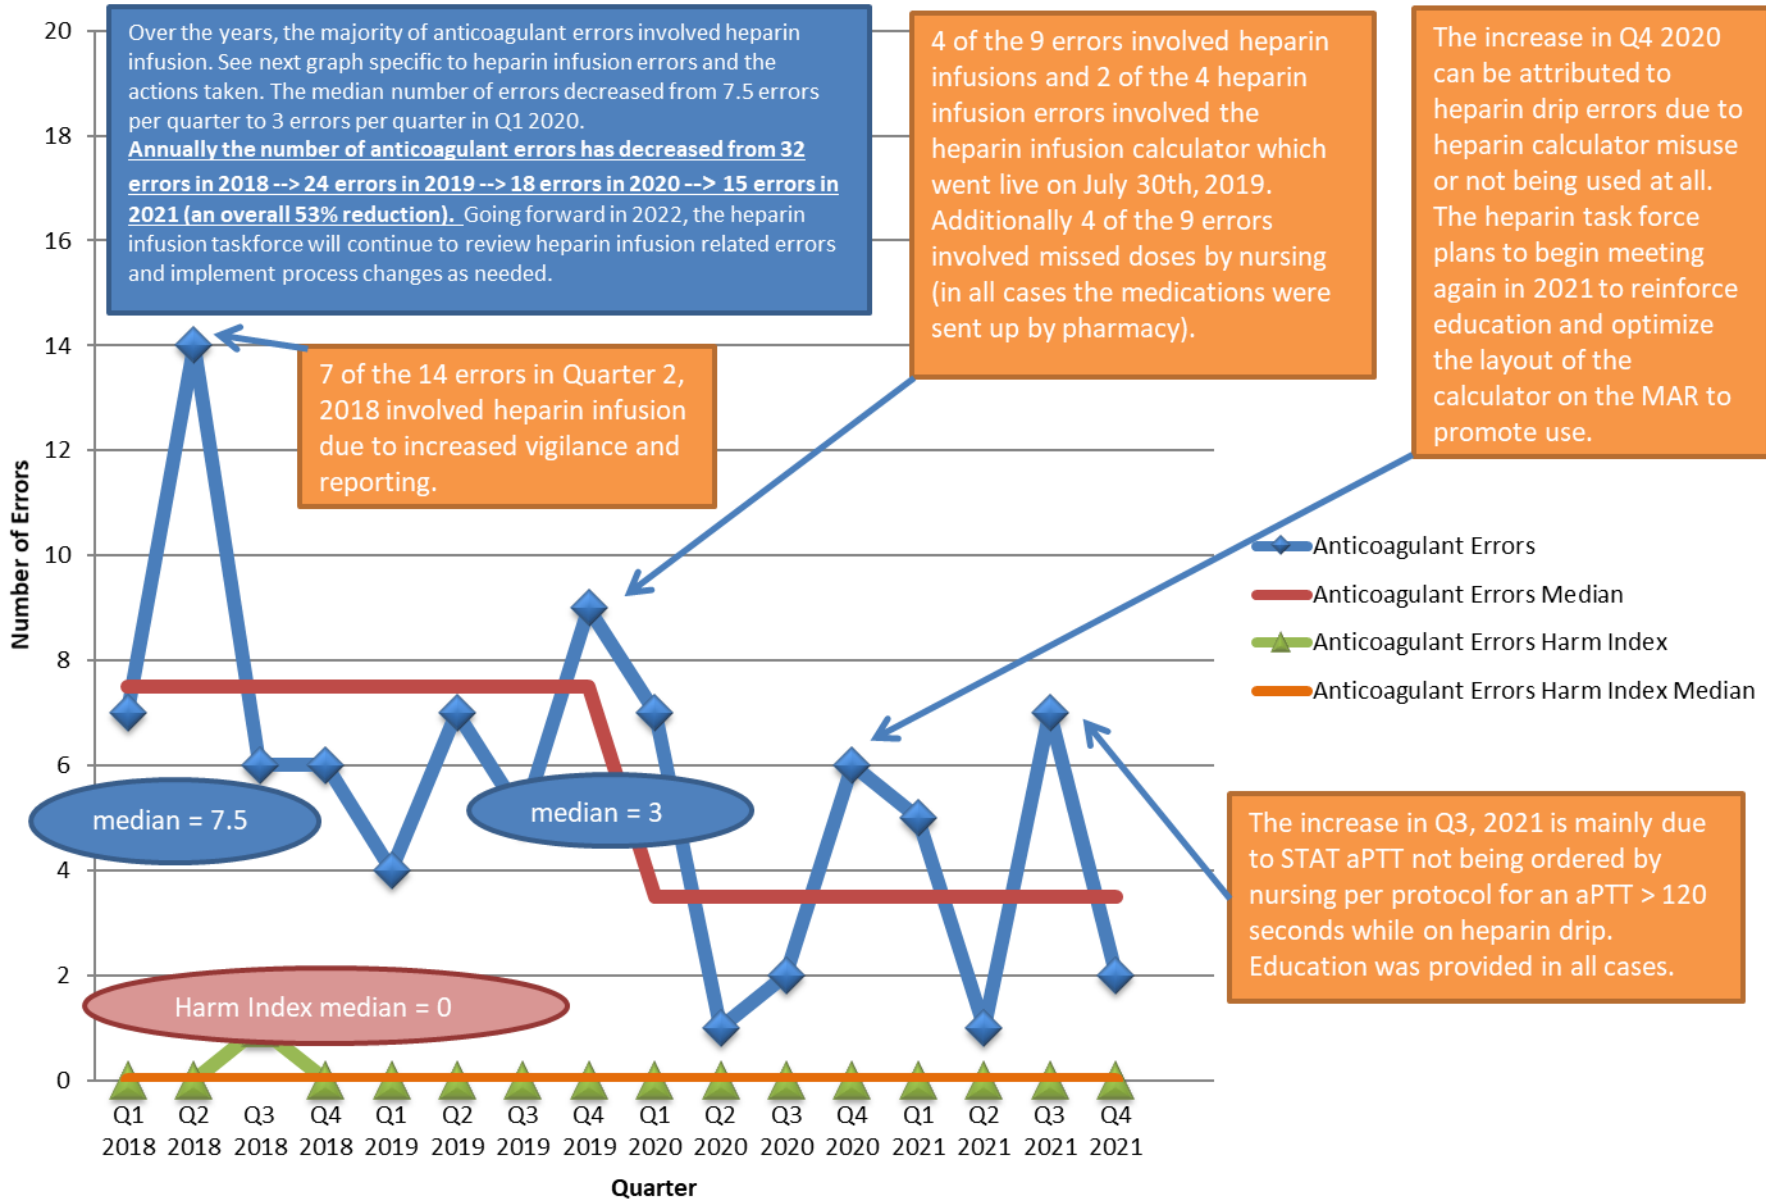 Over the years, the majority of anticoagulant errors involved heparin
infusion. See next graph specific to heparin infusion errors and the
actions taken. The median number of errors decreased from 7.5 errors
per quarter to 3 errors per quarter in Q1 2020.
Annually the number of anticoagulant errors has decreased from 32
errors in 2018 --> 24 errors in 2019 --> 18 errors in 2020 --> 15 errors in
2021 (an overall 53% reduction). Going forward in 2022, the heparin
infusion taskforce will continue to review heparin infusion related errors
and implement process changes as needed.
4 of the 9 errors involved heparin
infusions and 2 of the 4 heparin
infusion errors involved the
heparin infusion calculator which
went live on July 30th, 2019.
Additionally 4 of the 9 errors
involved missed doses by nursing
(in all cases the medications were
sent up by pharmacy).
The increase in Q4 2020
can be attributed to
heparin drip errors due to
heparin calculator misuse
or not being used at all.
The heparin task force
plans to begin meeting
again in 2021 to reinforce
education and optimize
the layout of the
calculator on the MAR to
promote use.
7 of the 14 errors in Quarter 2,
2018 involved heparin infusion
due to increased vigilance and
reporting.
Anticoagulant Errors
Anticoagulant Errors Median
Anticoagulant Errors Harm Index
Anticoagulant Errors Harm Index Median
median = 7.5
median = 3
The increase in Q3, 2021 is mainly due
to STAT aPTT not being ordered by
nursing per protocol for an aPTT > 120
seconds while on heparin drip.
Education was provided in all cases.
Harm Index median = 0
Number of Errors
20
18
16
14
12
10
8
6
4
2
0
Q1 Q2 Q3 Q4 Q1 Q2 Q3 Q4 Q1 Q2 Q3 Q4 Q1 Q2 Q3 Q4
2018 2018 2018 2018 2019 2019 2019 2019 2020 2020 2020 2020 2021 2021 2021 2021
Quarter